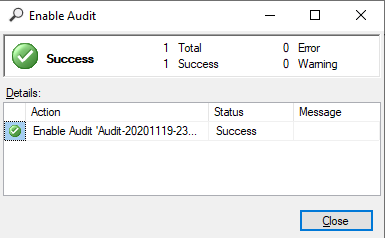 Enable Audit
Success
1 Total 0 Error
1 Success 0 Warning
Details:
Action Status Message
Enable Audit 'Audit-20201119-23... Success
Close